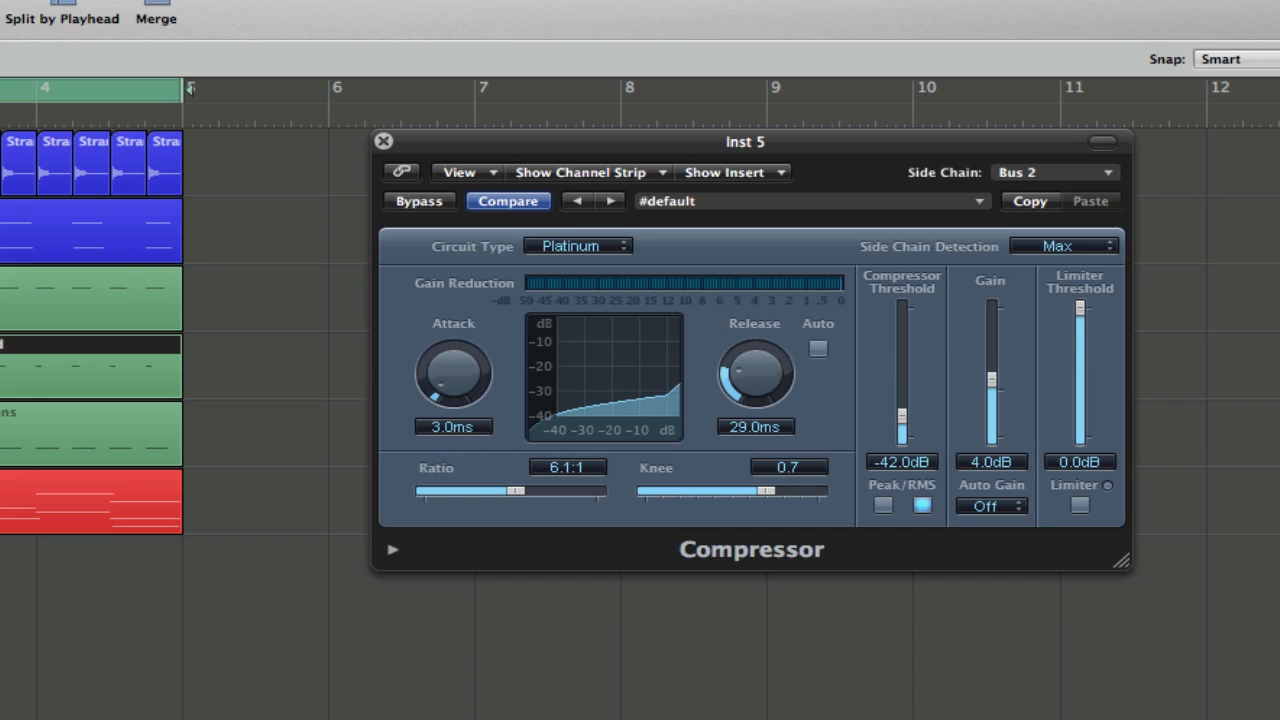 Split by Playhead Merge
Snap: Smart
4 5 6 7 8 9 10 11 12
Stra Stra Stra Stra Stra
Inst 5
View Show Channel Strip Show Insert Side Chain: Bus 2
Bypass Compare #default Copy Paste
Circuit Type Platinum Side Chain Detection Max
Gain Reduction
-dB 50 45 40 35 30 25 20 15 12 10 8 6 5 4 3 2 1 .5 0
Compressor Threshold
Gain
Limiter Threshold
Attack
3.0ms
dB
-10
-20
-30
-40
-40 -30 -20 -10 dB
Release
29.0ms
Auto
-42.0dB 4.0dB 0.0dB
Ratio 6.1:1 Knee 0.7
Peak/RMS Auto Gain Limiter
Off
ns
Compressor